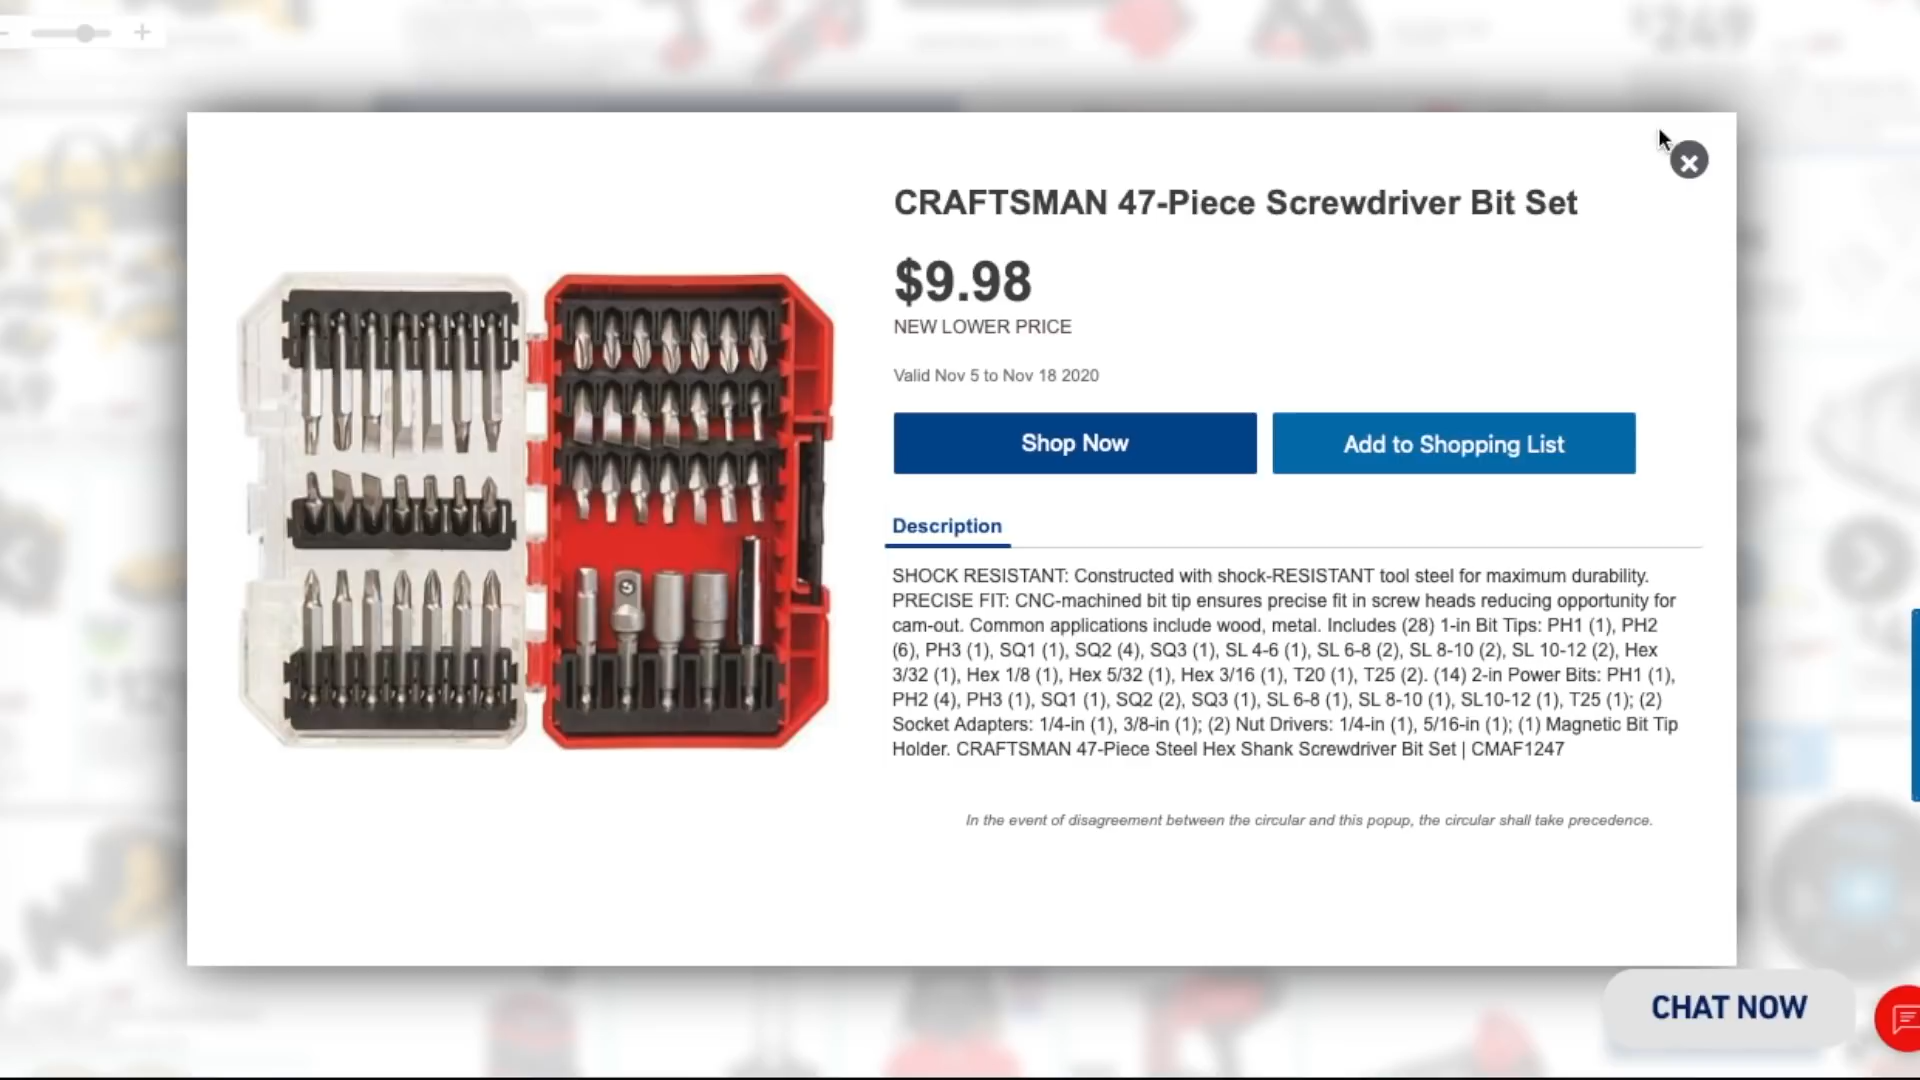 $249
CRAFTSMAN 47-Piece Screwdriver Bit Set
$9.98
NEW LOWER PRICE
Valid Nov 5 to Nov 18 2020
Shop Now
Add to Shopping List
Description
SHOCK RESISTANT: Constructed with shock-RESISTANT tool steel for maximum durability.
PRECISE FIT: CNC-machined bit tip ensures precise fit in screw heads reducing opportunity for
cam-out. Common applications include wood, metal. Includes (28) 1-in Bit Tips: PH1 (1), PH2
(6), PH3 (1), SQ1 (1), SQ2 (4), SQ3 (1), SL 4-6 (1), SL 6-8 (2), SL 8-10 (2), SL 10-12 (2), Hex
3/32 (1), Hex 1/8 (1), Hex 5/32 (1), Hex 3/16 (1), T20 (1), T25 (2). (14) 2-in Power Bits: PH1 (1),
PH2 (4), PH3 (1), SQ1 (1), SQ2 (2), SQ3 (1), SL 6-8 (1), SL 8-10 (1), SL10-12 (1), T25 (1); (2)
Socket Adapters: 1/4-in (1), 3/8-in (1); (2) Nut Drivers: 1/4-in (1), 5/16-in (1); (1) Magnetic Bit Tip
Holder. CRAFTSMAN 47-Piece Steel Hex Shank Screwdriver Bit Set | CMAF1247
In the event of disagreement between the circular and this popup, the circular shall take precedence.
CHAT NOW